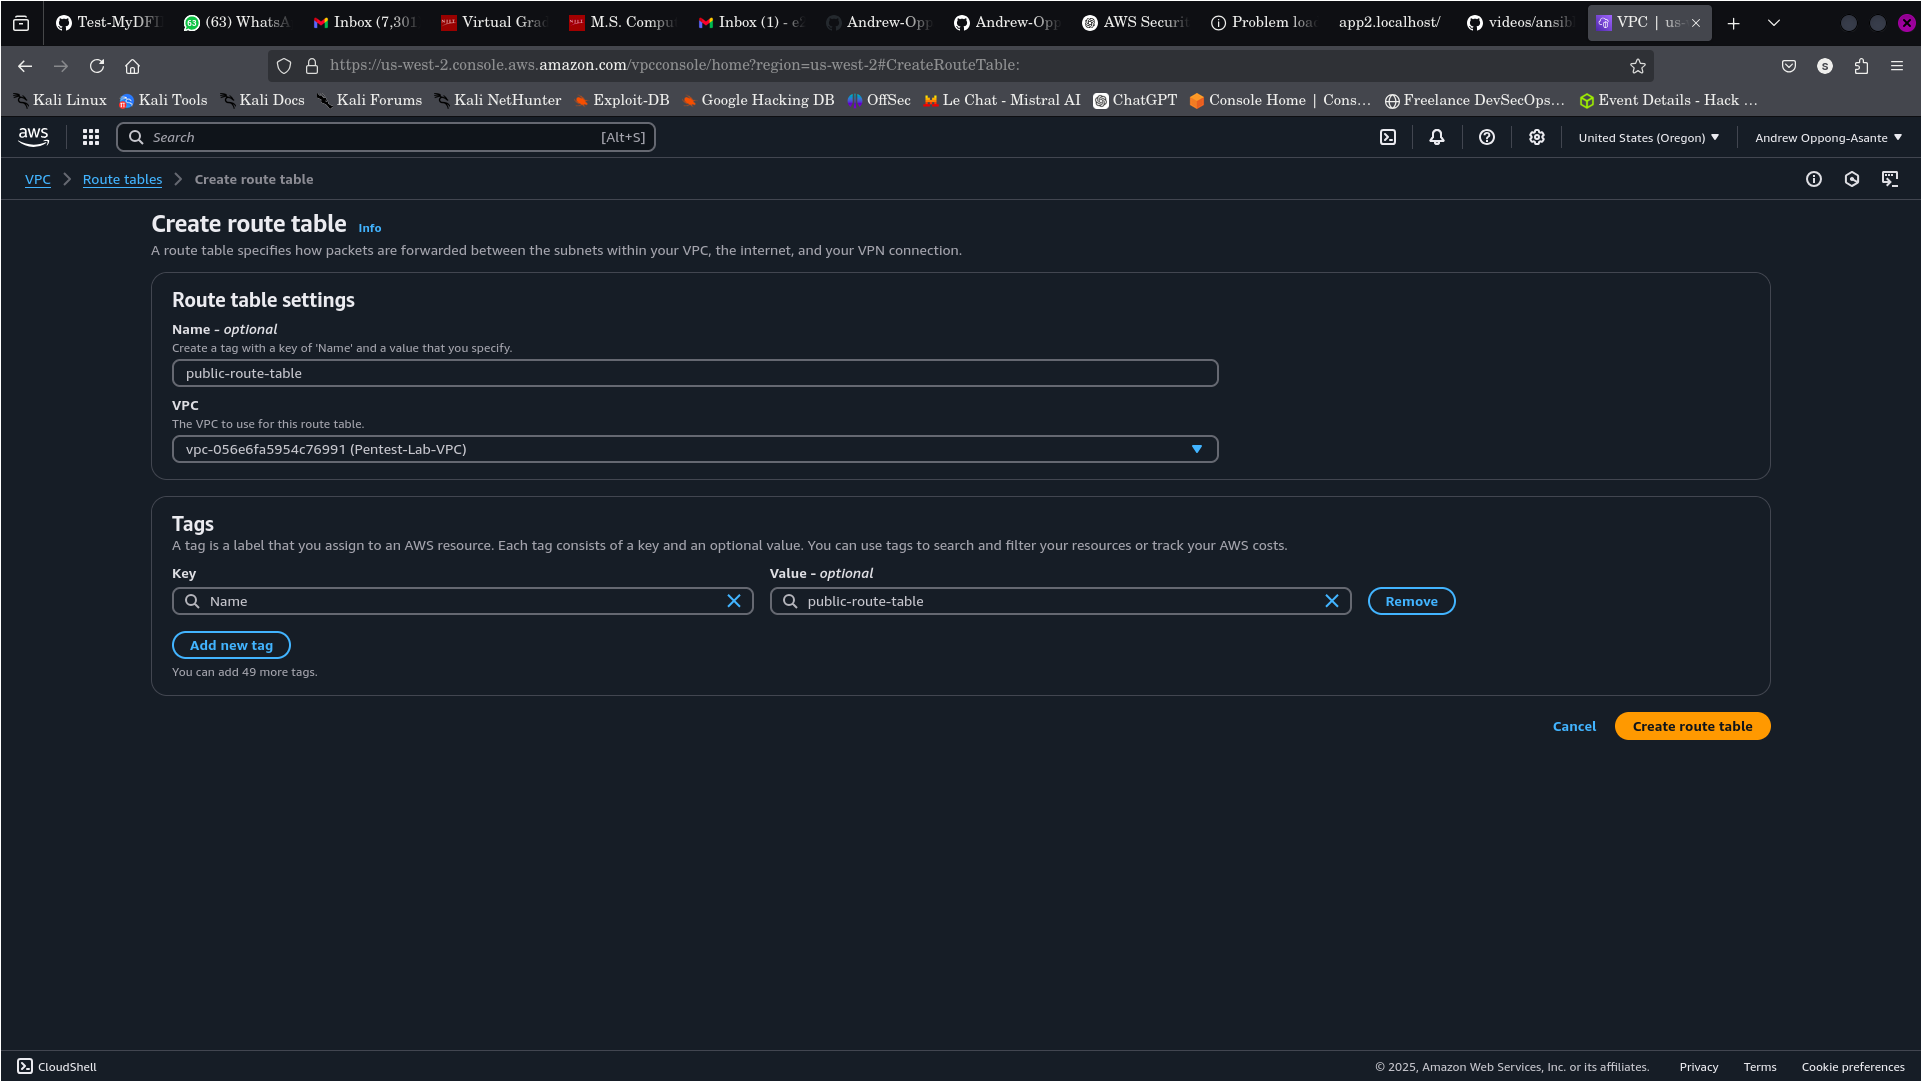 Test-MyDFI
(63) WhatsA
Inbox (7,301
Virtual Grad
M.S. Compu
Inbox (1) - e2
Andrew-Opp
Andrew-Opp
AWS Securit
Problem loa
app2.localhost/
videos/ansib
VPC | us-
https://us-west-2.console.aws.amazon.com/vpcconsole/home?region=us-west-2#CreateRouteTable:
S
Kali Linux
Kali Tools
Kali Docs
Kali Forums
Kali NetHunter
Exploit-DB
Google Hacking DB
OffSec
Le Chat - Mistral AI
ChatGPT
Console Home | Cons…
Freelance DevSecOps…
Event Details - Hack …
aws
Search
[Alt+S]
United States (Oregon)
Andrew Oppong-Asante
VPC
Route tables
Create route table
Create route table Info
A route table specifies how packets are forwarded between the subnets within your VPC, the internet, and your VPN connection.
Route table settings
Name - optional
Create a tag with a key of 'Name' and a value that you specify.
public-route-table
VPC
The VPC to use for this route table.
vpc-056e6fa5954c76991 (Pentest-Lab-VPC)
Tags
A tag is a label that you assign to an AWS resource. Each tag consists of a key and an optional value. You can use tags to search and filter your resources or track your AWS costs.
Key
Value - optional
Name
public-route-table
Remove
Add new tag
You can add 49 more tags.
Cancel
Create route table
CloudShell
© 2025, Amazon Web Services, Inc. or its affiliates.
Privacy
Terms
Cookie preferences